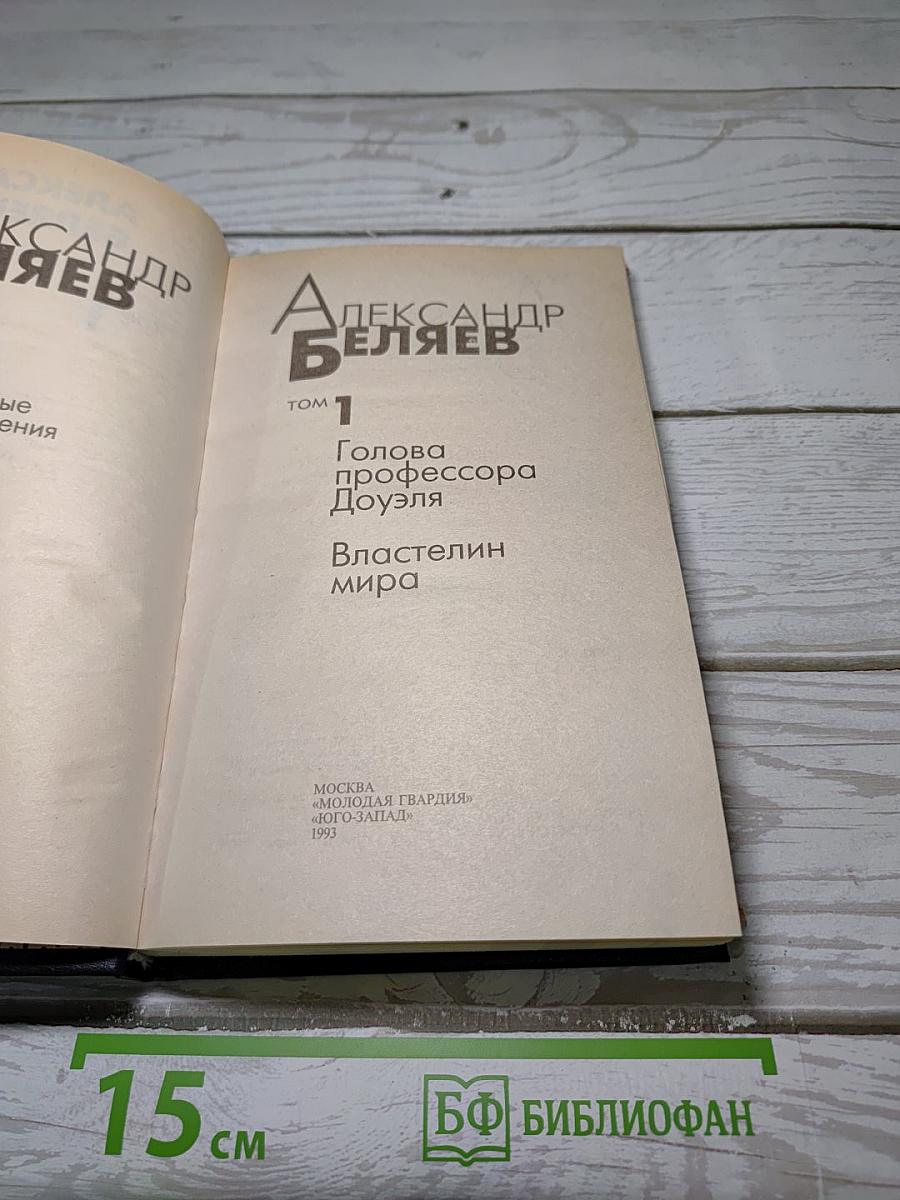 АЛЕКСАНДР
БЕЛЯЕВ
ТОМ 1
Голова
профессора
Доуэля
Властелин
мира
МОСКВА
«МОЛОДАЯ ГВАРДИЯ»
«ЮГО-ЗАПАД»
1993
15 см
БФ БИБЛИОФАН